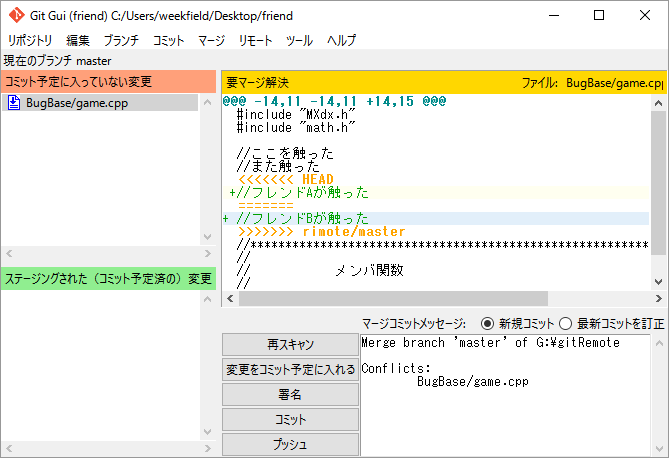 Git Gui (friend) C:/Users/weekfield/Desktop/friend
リポジトリ 編集 ブランチ コミット マージ リモート ツール ヘルプ
現在のブランチ master
コミット予定に入っていない変更
BugBase/game.cpp
ステージングされた（コミット予定済の）変更
要マージ解決 ファイル: BugBase/game.cpp
@@@ -14,11 -14,11 +14,15 @@@
#include "MXdx.h"
#include "math.h"
//ここを触った
//また触った
<<<<<<< HEAD
+//フレンドAが触った
=======
+ //フレンドBが触った
>>>>>>> rimote/master
//*************************************************
//
// メンバ関数
//
再スキャン
変更をコミット予定に入れる
署名
コミット
プッシュ
マージコミットメッセージ: 新規コミット 最新コミットを訂正
Merge branch 'master' of G:¥gitRemote
Conflicts:
BugBase/game.cpp